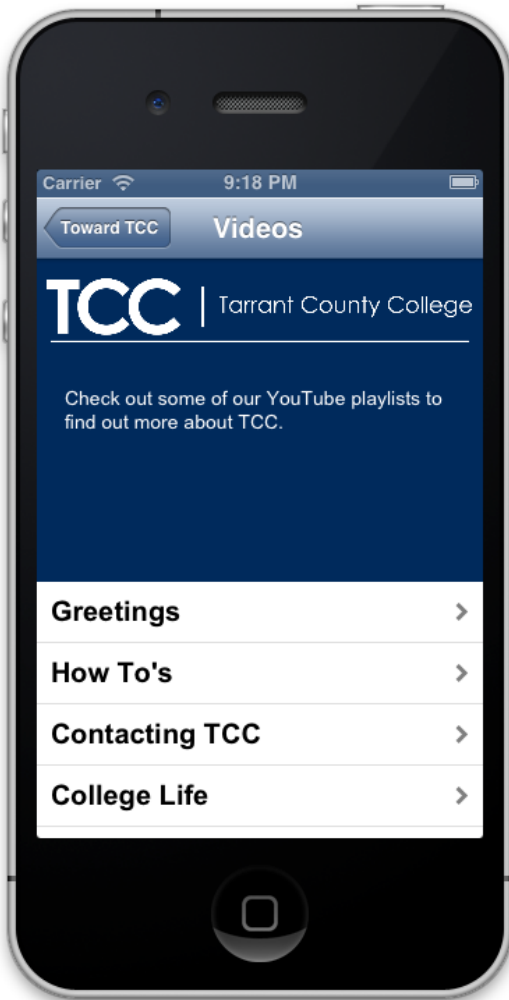 Carrier 9:18 PM
Toward TCC Videos
TCC | Tarrant County College
Check out some of our YouTube playlists to
find out more about TCC.
Greetings
How To's
Contacting TCC
College Life